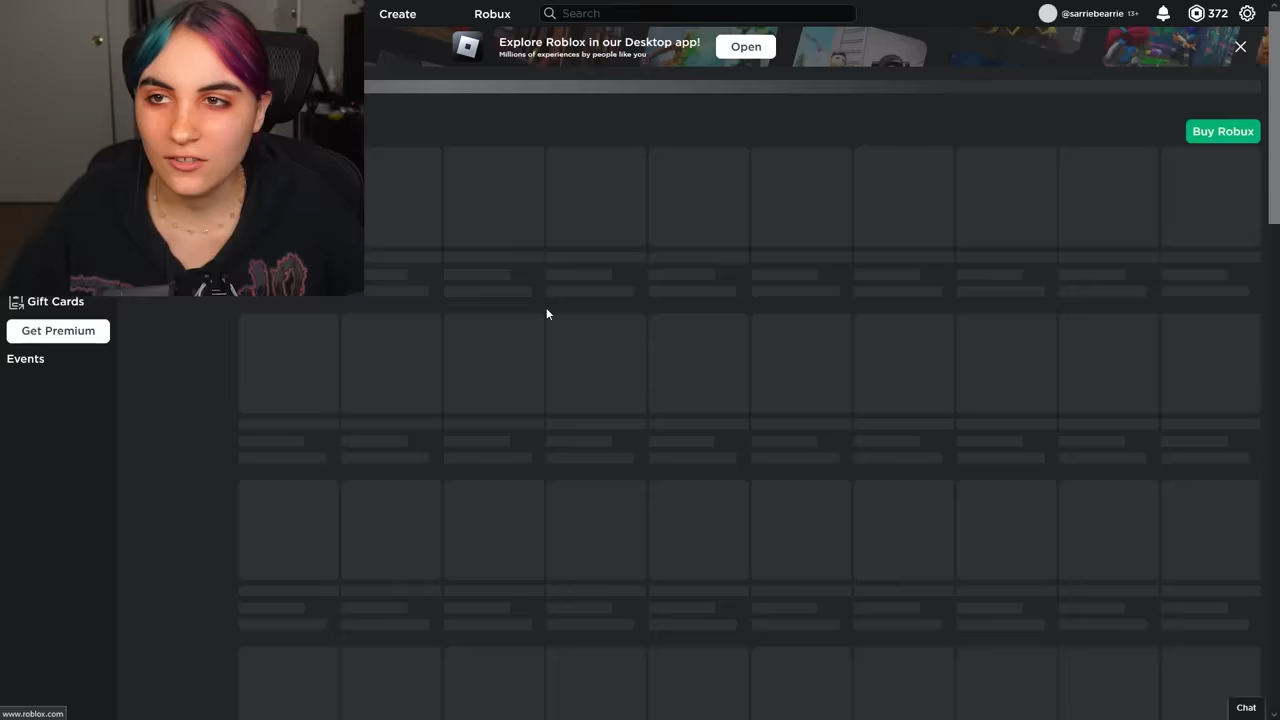 Create
Robux
Search
@sarriebearrie 13+
372
Explore Roblox in our Desktop app!
Millions of experiences by people like you
Open
Buy Robux
Gift Cards
Get Premium
Events
www.roblox.com
Chat